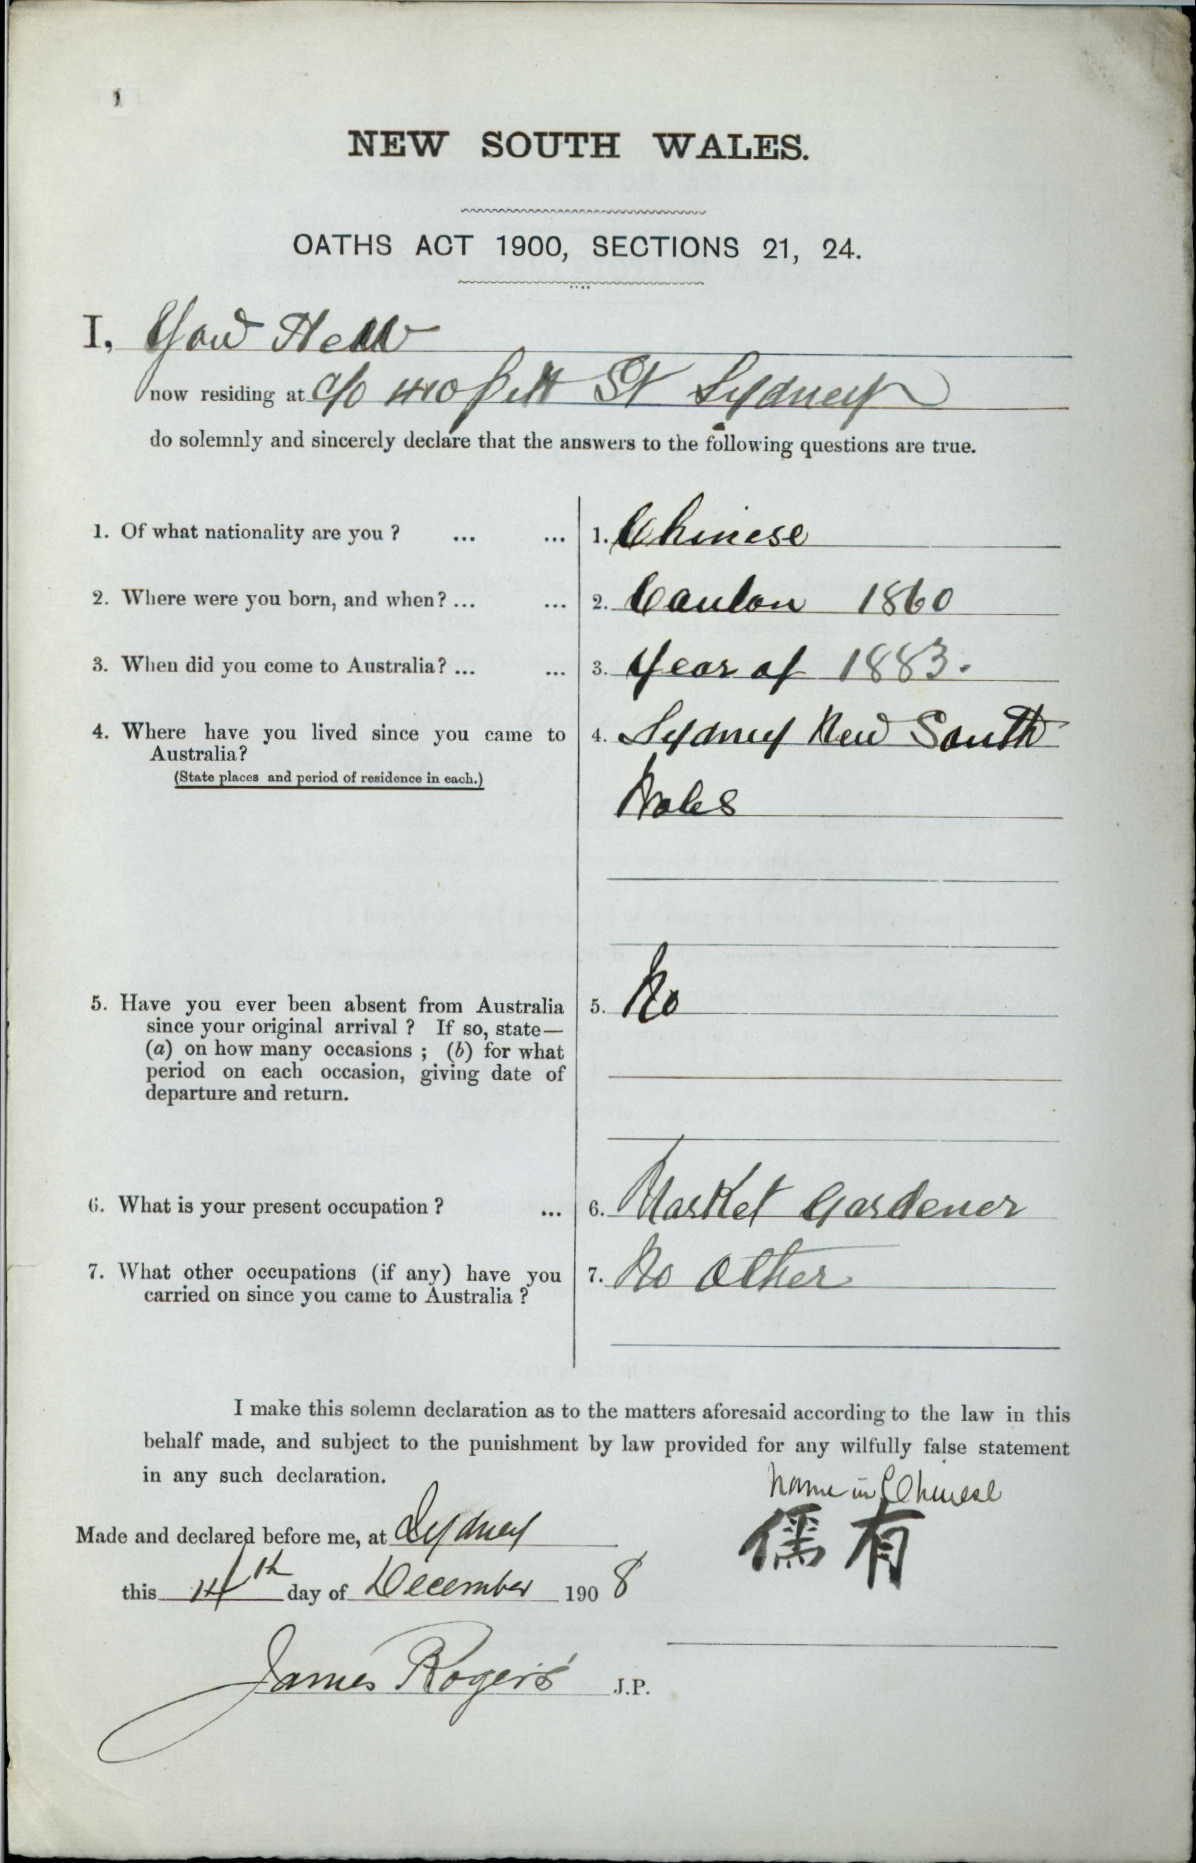 NEW SOUTH WALES.
OATHS ACT 1900, SECTIONS 21, 24.
I, Yow Hew
now residing at c/o 410 Pitt St Sydney
do solemnly and sincerely declare that the answers to the following questions are true.
1. Of what nationality are you ? ... ... 1. Chinese
2. Where were you born, and when? ... ... 2. Canton 1860
3. When did you come to Australia? ... ... 3. Year of 1883.
4. Where have you lived since you came to 4. Sydney New South
Australia?
(State places and period of residence in each.)
Wales
5. Have you ever been absent from Australia 5. No
since your original arrival ? If so, state—
(a) on how many occasions ; (b) for what
period on each occasion, giving date of
departure and return.
6. What is your present occupation ? ... 6. Market Gardener
7. What other occupations (if any) have you 7. No Other
carried on since you came to Australia ?
I make this solemn declaration as to the matters aforesaid according to the law in this
behalf made, and subject to the punishment by law provided for any wilfully false statement
in any such declaration.
Name in Chinese
Made and declared before me, at Sydney
儒有
this 14th day of December 1908
James Rogers J.P.